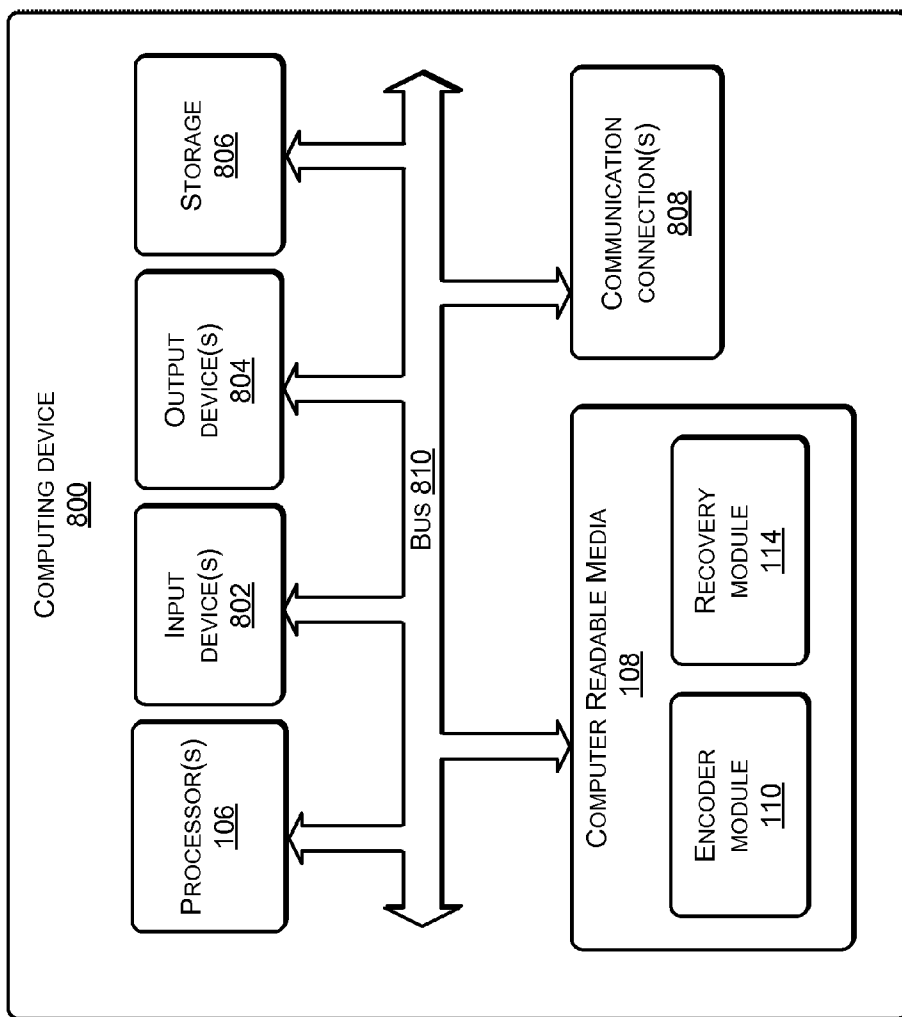 COMPUTING DEVICE
800
PROCESSOR(S)
106
INPUT
DEVICE(S)
802
OUTPUT
DEVICE(S)
804
STORAGE
806
BUS 810
COMPUTER READABLE MEDIA
108
ENCODER
MODULE
110
RECOVERY
MODULE
114
COMMUNICATION
CONNECTION(S)
808